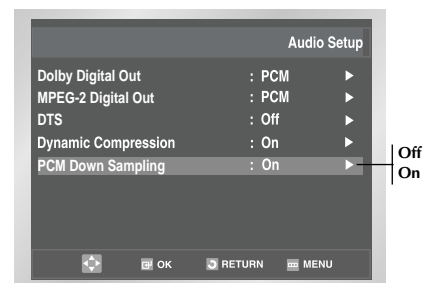 Audio Setup
Dolby Digital Out : PCM ►
MPEG-2 Digital Out : PCM ►
DTS : Off ►
Dynamic Compression : On ►
PCM Down Sampling : On ►
Off
On
OK RETURN MENU